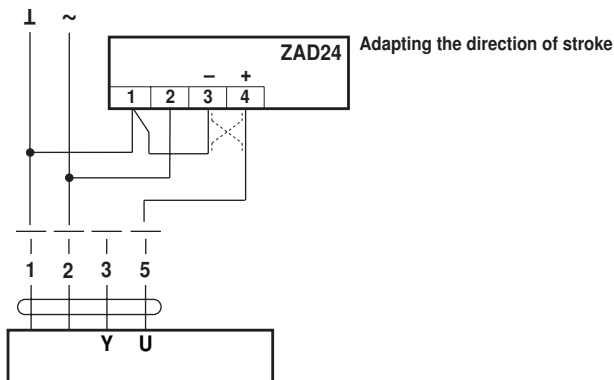 ⊥ ~
ZAD24
Adapting the direction of stroke
– +
1 2 3 4
1 2 3 5
Y U